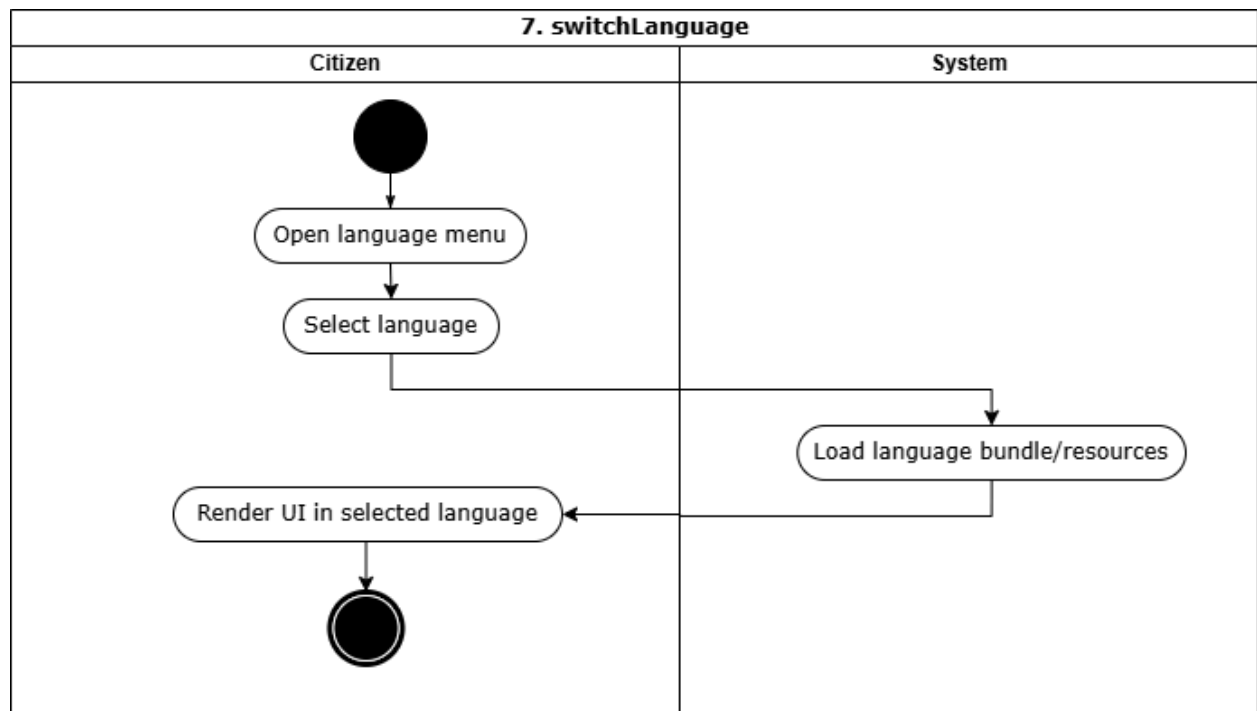 7. switchLanguage
Citizen
System
Open language menu
Select language
Load language bundle/resources
Render UI in selected language